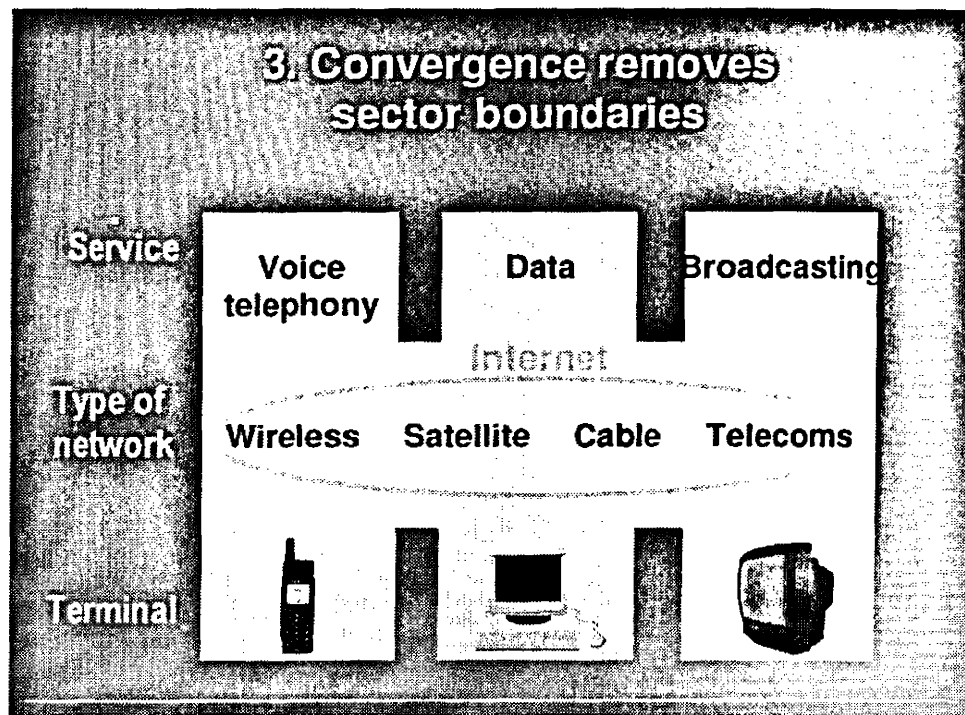 3. Convergence removes
sector boundaries
Service
Voice
telephony
Data
Broadcasting
Internet
Type of
network
Wireless
Satellite
Cable
Telecoms
Terminal